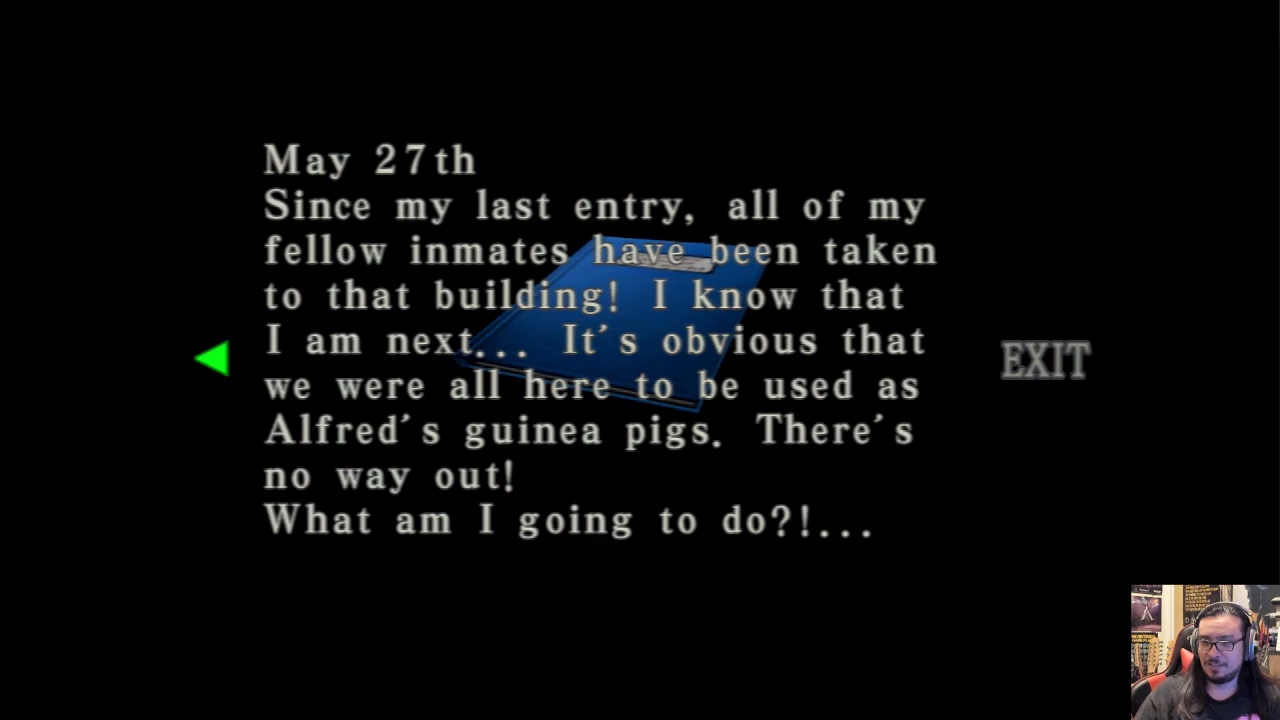 May 27th
Since my last entry, all of my
fellow inmates have been taken
to that building! I know that
I am next... It's obvious that
we were all here to be used as
Alfred's guinea pigs. There's
no way out!
What am I going to do?!...
EXIT